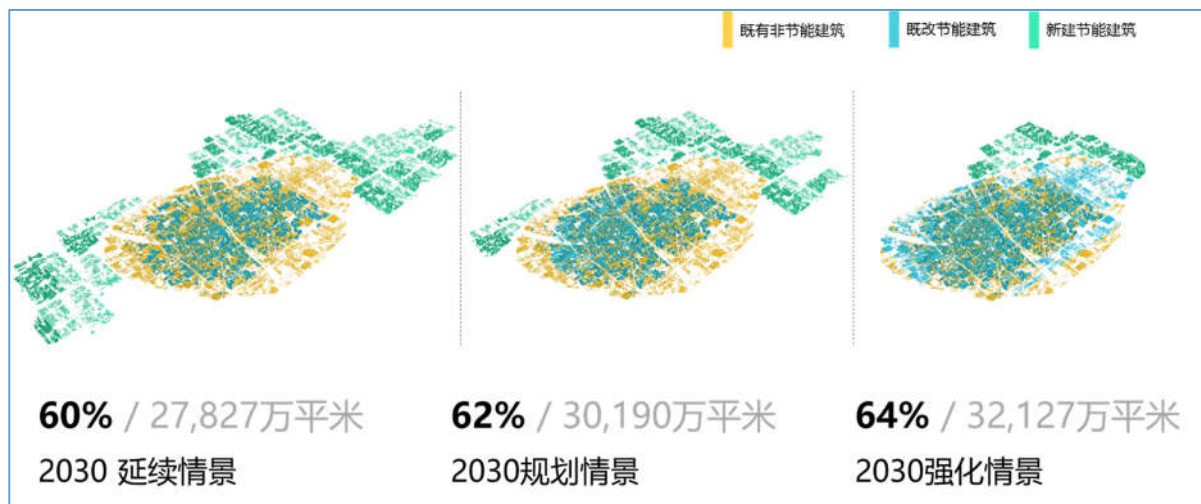 既有非节能建筑
既改节能建筑
新建节能建筑
60% / 27,827万平米
2030 延续情景
62% / 30,190万平米
2030规划情景
64% / 32,127万平米
2030强化情景